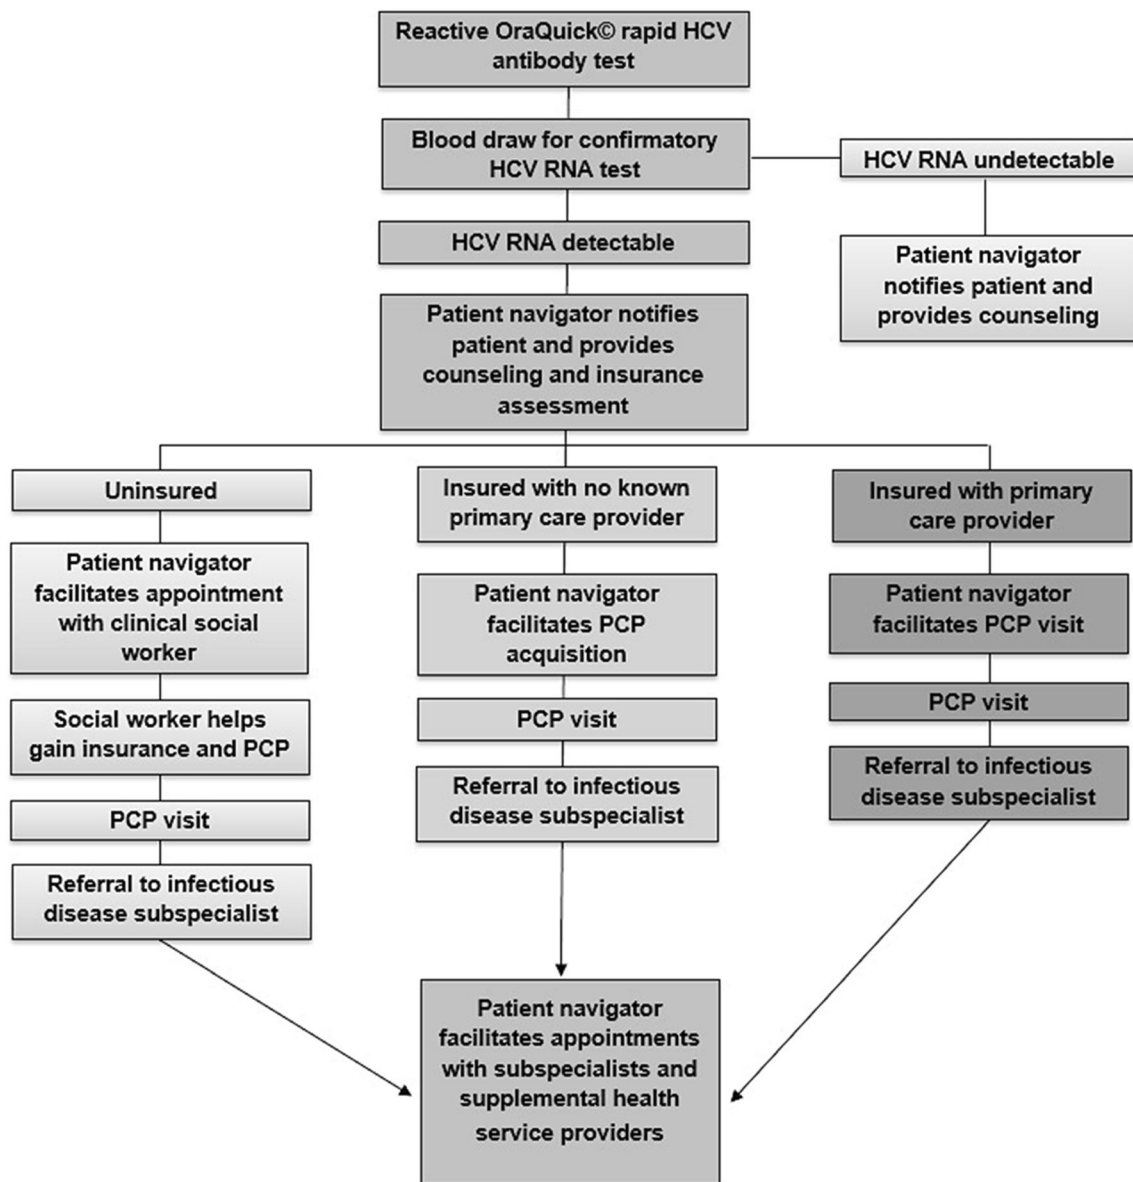 Reactive OraQuick© rapid HCV
antibody test
Blood draw for confirmatory
HCV RNA test
HCV RNA undetectable
HCV RNA detectable
Patient navigator
notifies patient and
provides counseling
Patient navigator notifies
patient and provides
counseling and insurance
assessment
Uninsured
Patient navigator
facilitates appointment
with clinical social
worker
Social worker helps
gain insurance and PCP
PCP visit
Referral to infectious
disease subspecialist
Insured with no known
primary care provider
Patient navigator
facilitates PCP
acquisition
PCP visit
Referral to infectious
disease subspecialist
Insured with primary
care provider
Patient navigator
facilitates PCP visit
PCP visit
Referral to infectious
disease subspecialist
Patient navigator
facilitates appointments
with subspecialists and
supplemental health
service providers